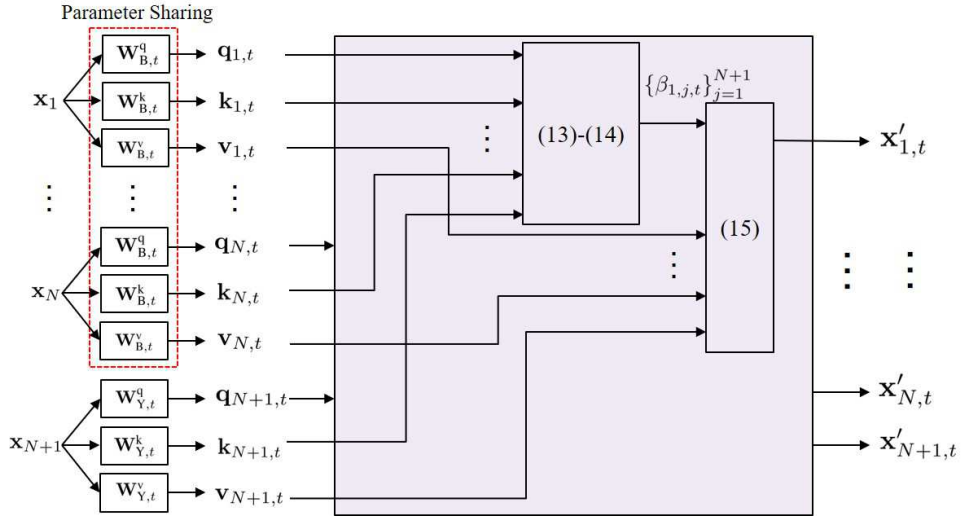 Parameter Sharing
x₁
W^q_{B,t}
q_{1,t}
W^k_{B,t}
k_{1,t}
W^v_{B,t}
v_{1,t}
{β_{1,j,t}}^{N+1}_{j=1}
(13)-(14)
(15)
x′_{1,t}
x_N
W^q_{B,t}
q_{N,t}
W^k_{B,t}
k_{N,t}
W^v_{B,t}
v_{N,t}
x_{N+1}
W^q_{Y,t}
q_{N+1,t}
W^k_{Y,t}
k_{N+1,t}
W^v_{Y,t}
v_{N+1,t}
x′_{N,t}
x′_{N+1,t}